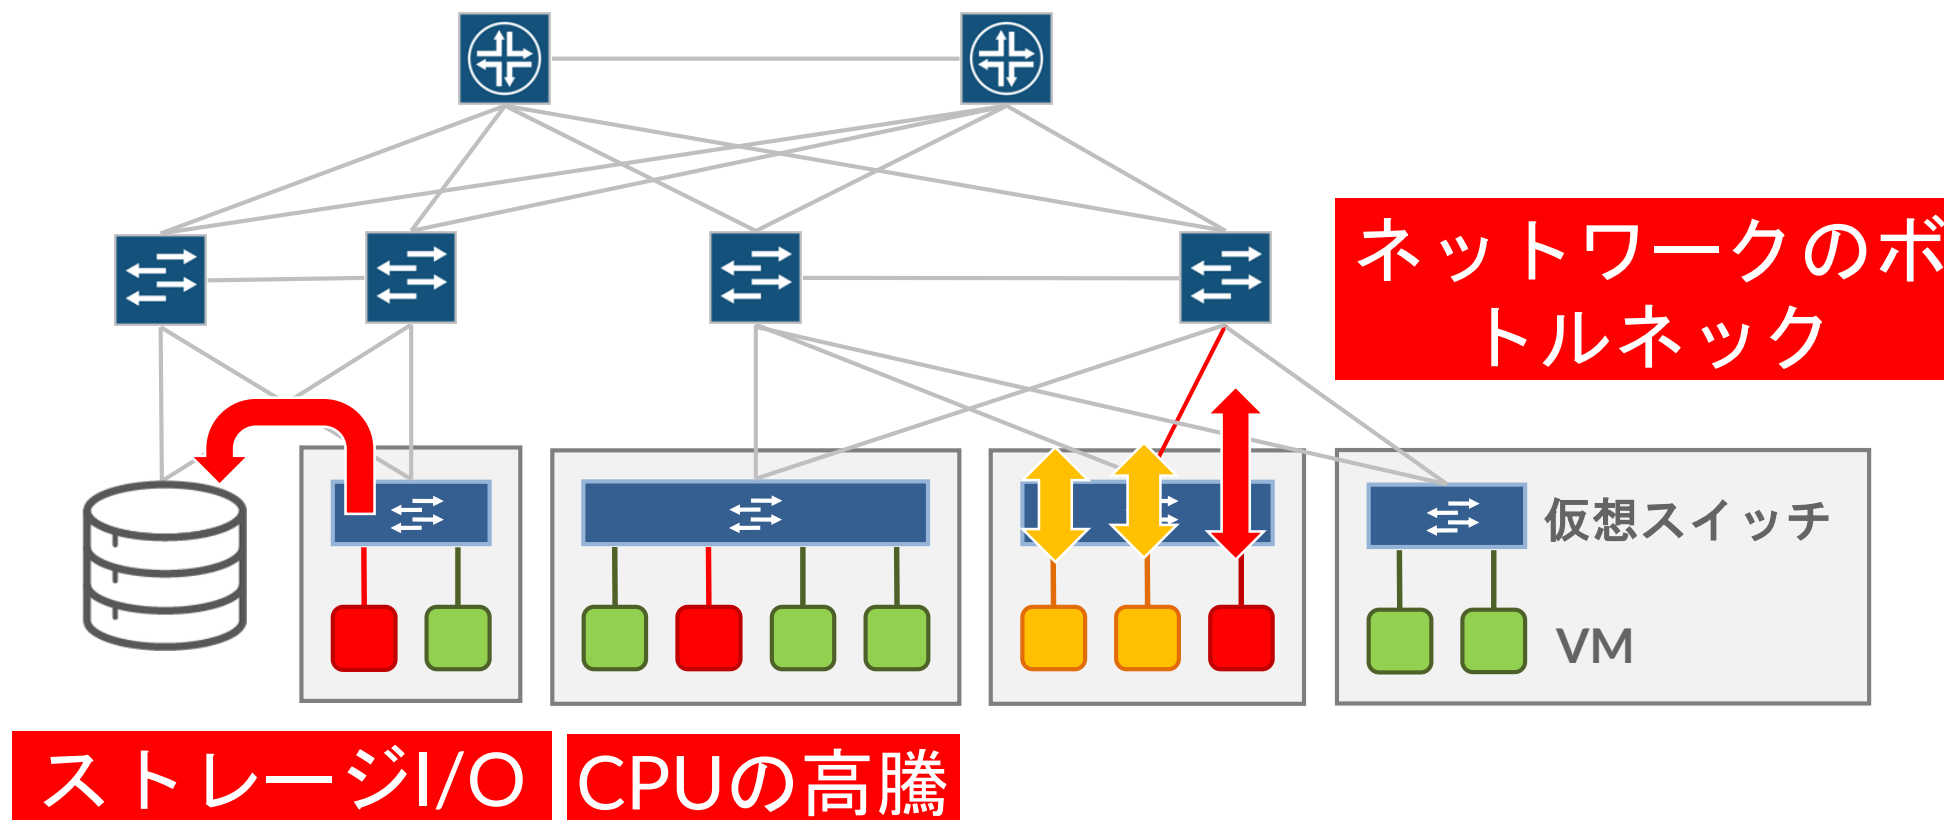 ネットワークのボ
トルネック
仮想スイッチ
VM
ストレージI/O
CPUの高騰